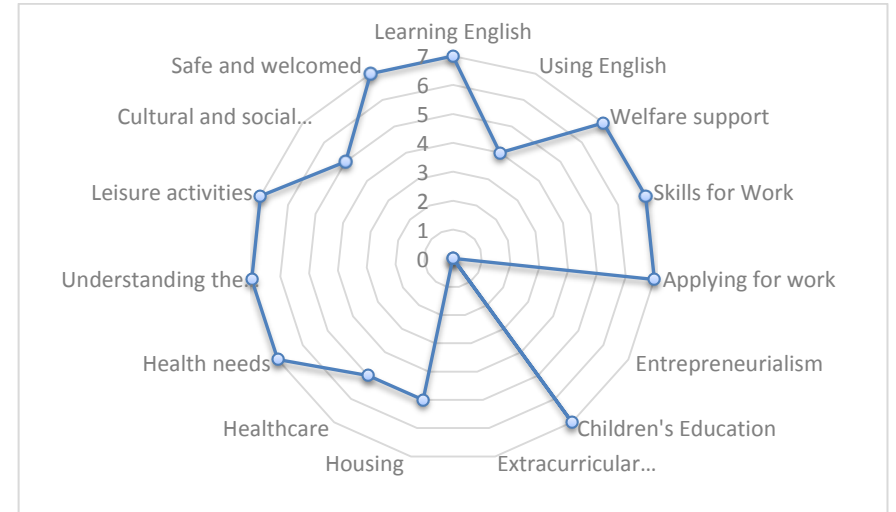 Learning English
Using English
Welfare support
Skills for Work
Applying for work
Entrepreneurialism
Children's Education
Extracurricular...
Housing
Healthcare
Health needs
Understanding the...
Leisure activities
Cultural and social...
Safe and welcomed
7
6
5
4
3
2
1
0